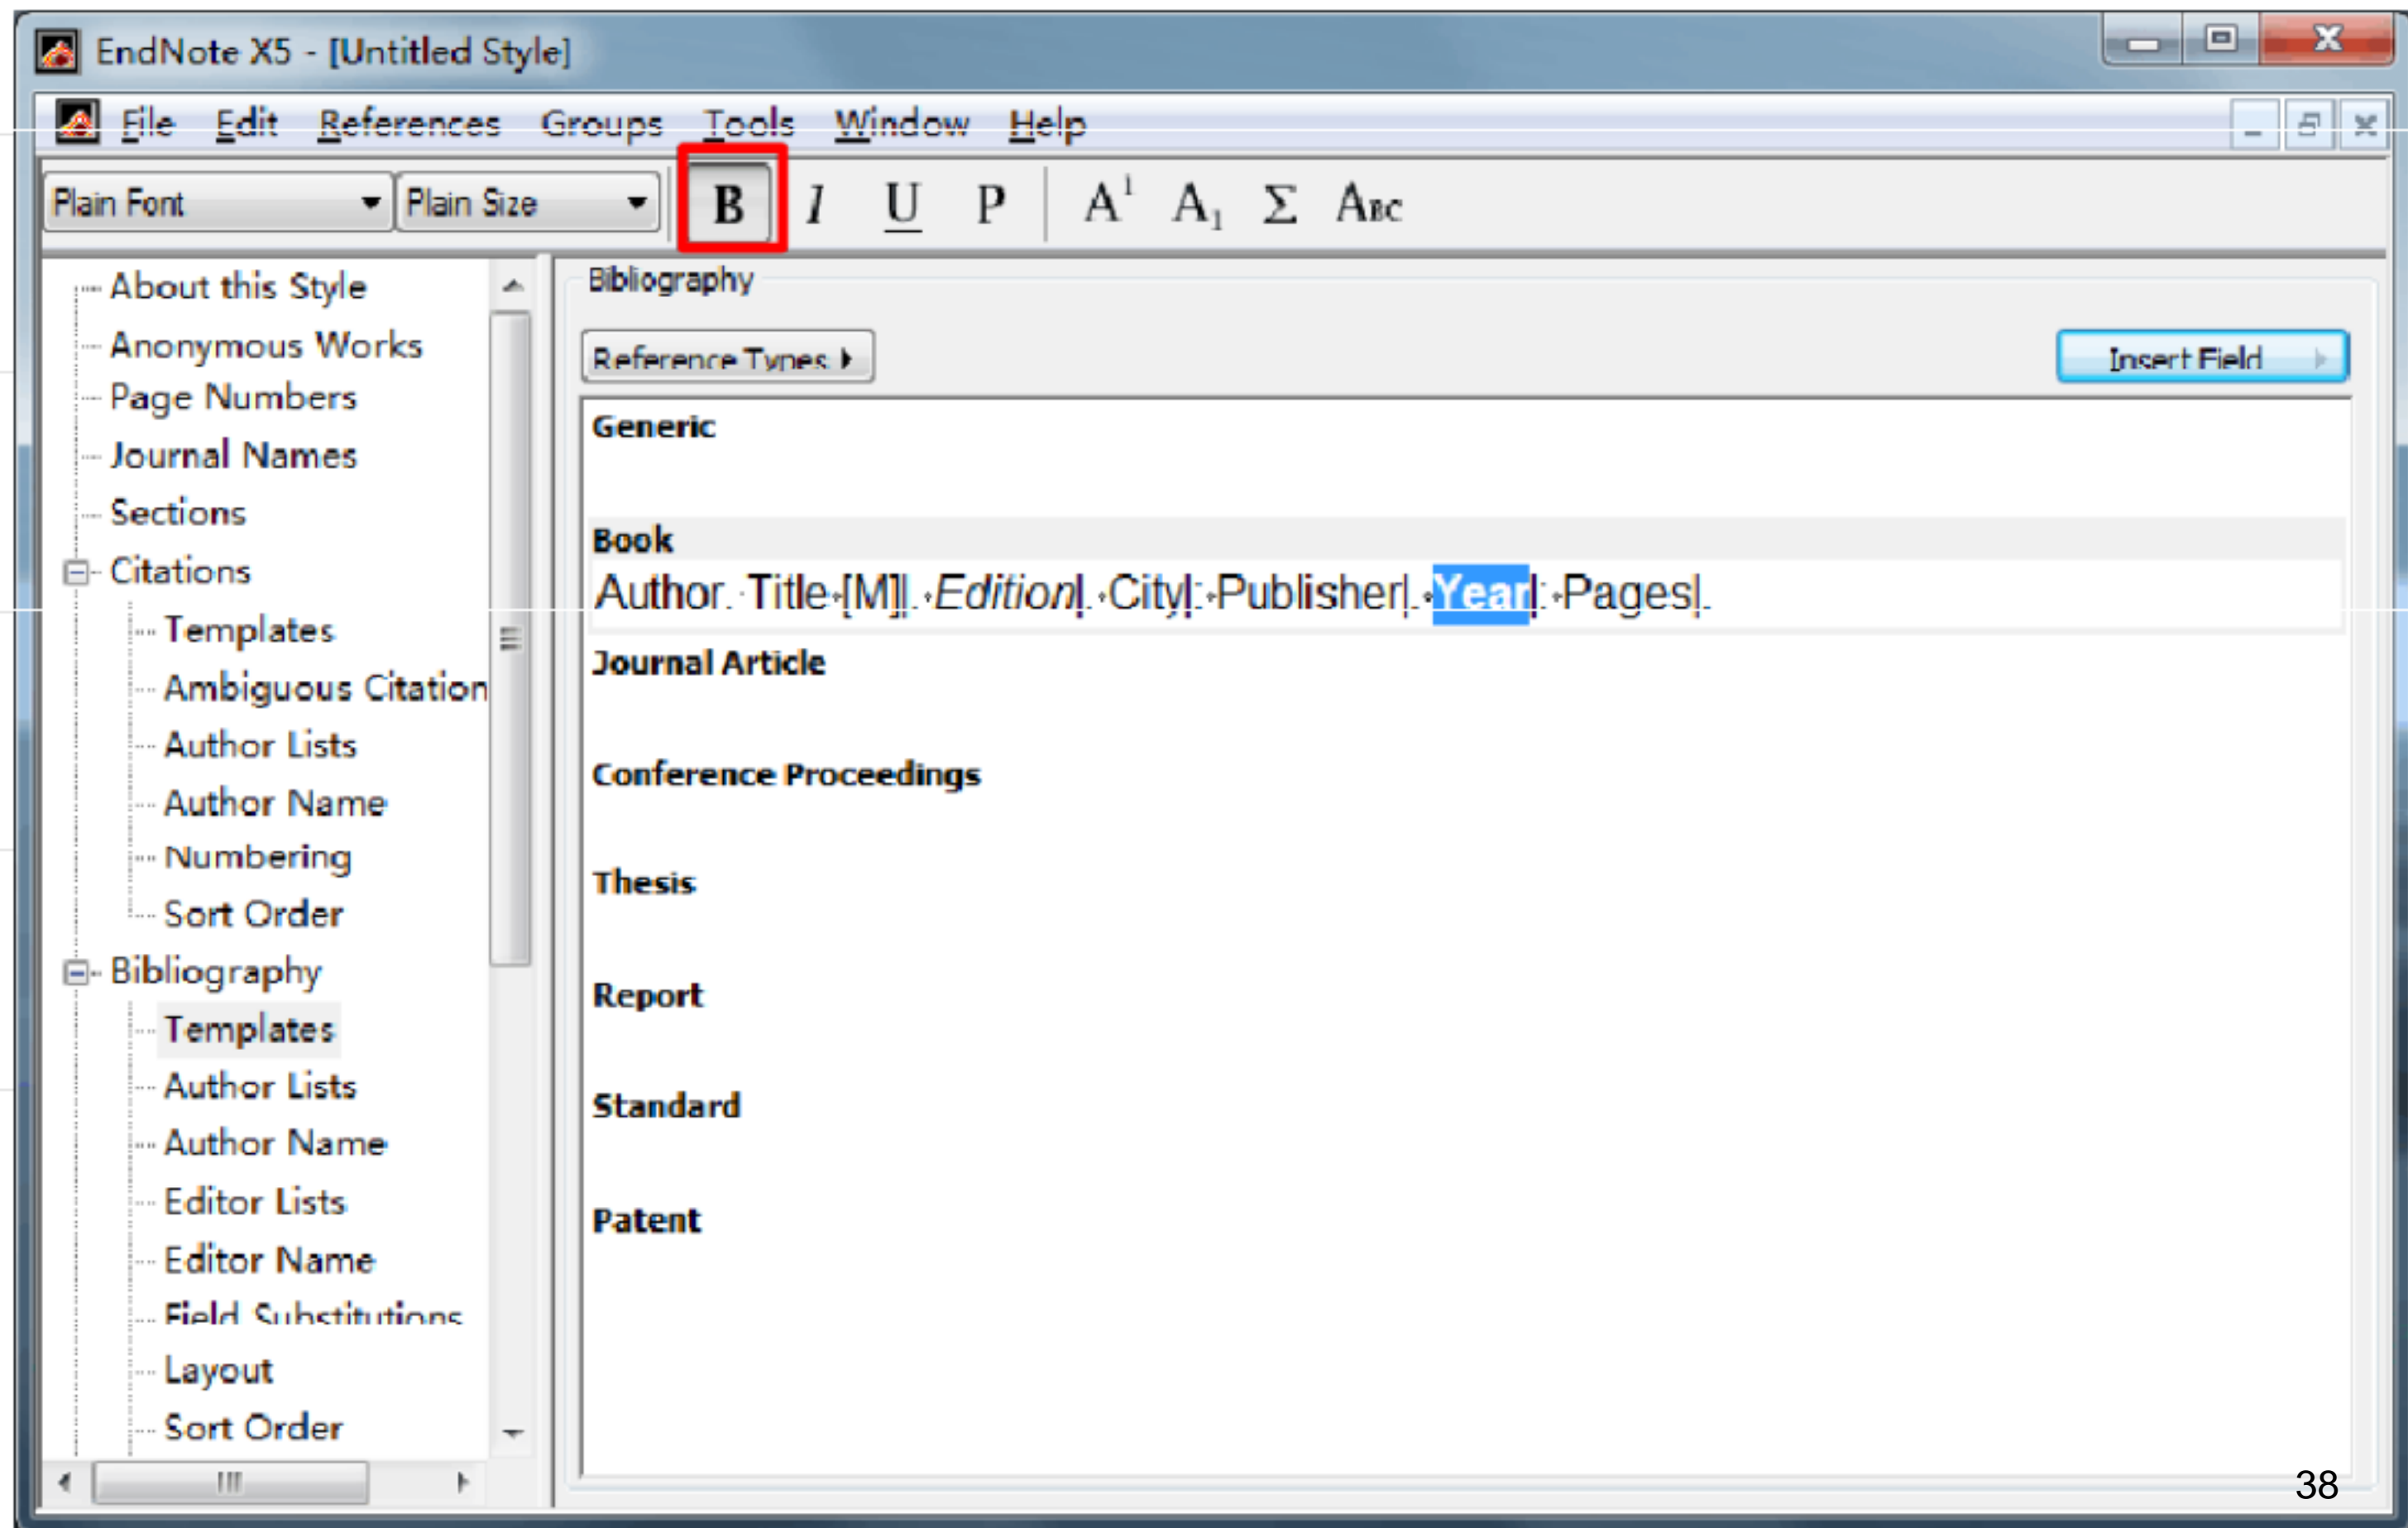 EndNote X5 - [Untitled Style]
File Edit References Groups Tools Window Help
Plain Font Plain Size B I U P A¹ A₁ Σ ABC
About this Style
Anonymous Works
Page Numbers
Journal Names
Sections
Citations
Templates
Ambiguous Citation
Author Lists
Author Name
Numbering
Sort Order
Bibliography
Templates
Author Lists
Author Name
Editor Lists
Editor Name
Field Substitutions
Layout
Sort Order
Bibliography
Reference Types Insert Field
Generic
Book
Author. Title [M]|. Edition|. City|: Publisher|. Year|: Pages|.
Journal Article
Conference Proceedings
Thesis
Report
Standard
Patent
38